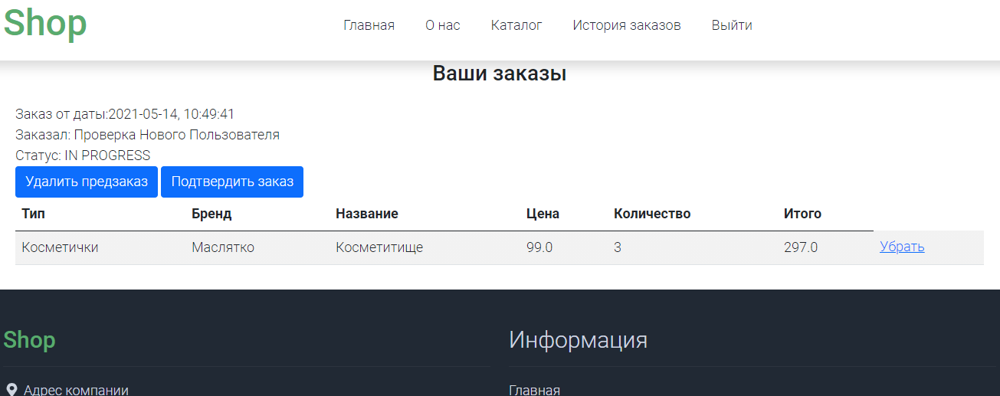 Shop
Главная О нас Каталог История заказов Выйти
Ваши заказы
Заказ от даты:2021-05-14, 10:49:41
Заказал: Проверка Нового Пользователя
Статус: IN PROGRESS
Удалить предзаказ Подтвердить заказ
Тип Бренд Название Цена Количество Итого
Косметички Маслятко Косметитище 99.0 3 297.0 Убрать
Shop Информация
Адрес компании Главная